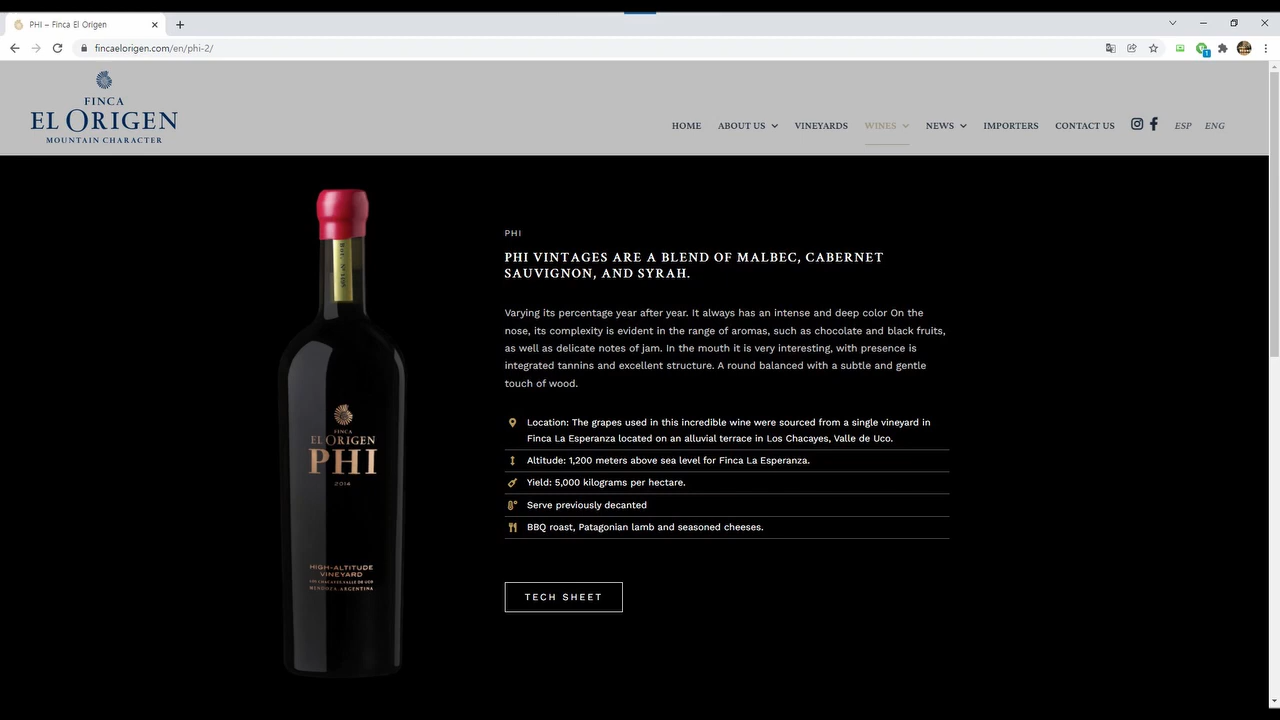 PHI – Finca El Origen
fincaelorigen.com/en/phi-2/
1
FINCA
EL ORIGEN
MOUNTAIN CHARACTER
HOME ABOUT US VINEYARDS WINES NEWS IMPORTERS CONTACT US ESP ENG
PHI
PHI VINTAGES ARE A BLEND OF MALBEC, CABERNET
SAUVIGNON, AND SYRAH.
Varying its percentage year after year. It always has an intense and deep color On the
nose, its complexity is evident in the range of aromas, such as chocolate and black fruits,
as well as delicate notes of jam. In the mouth it is very interesting, with presence is
integrated tannins and excellent structure. A round balanced with a subtle and gentle
touch of wood.
Location: The grapes used in this incredible wine were sourced from a single vineyard in
Finca La Esperanza located on an alluvial terrace in Los Chacayes, Valle de Uco.
Altitude: 1,200 meters above sea level for Finca La Esperanza.
Yield: 5,000 kilograms per hectare.
Serve previously decanted
BBQ roast, Patagonian lamb and seasoned cheeses.
TECH SHEET
FINCA
EL ORIGEN
PHI
2014
HIGH-ALTITUDE
VINEYARD
LOS CHACAYES, VALLE DE UCO
MENDOZA, ARGENTINA